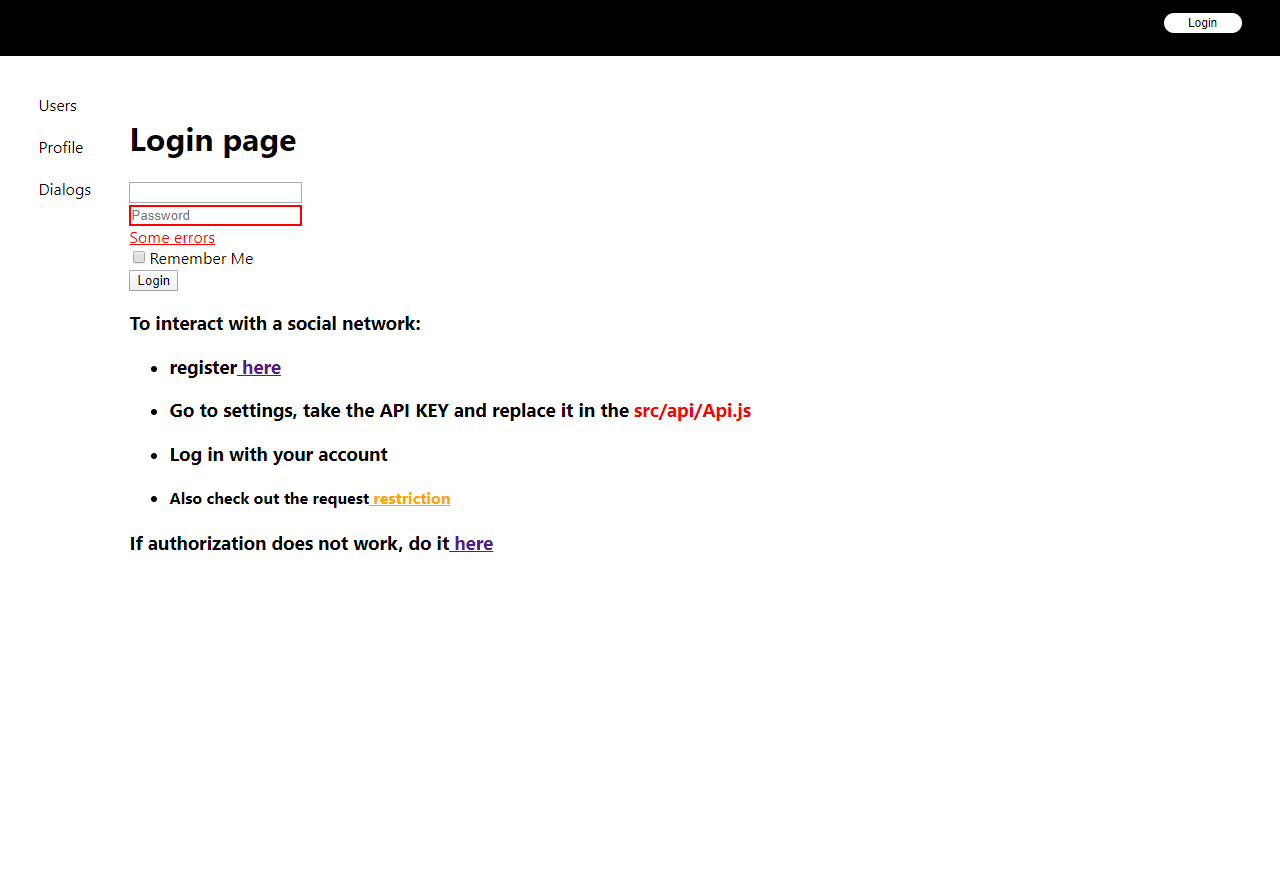 Login
Users
Profile
Dialogs
Login page
Password
Some errors
Remember Me
Login
To interact with a social network:
register here
Go to settings, take the API KEY and replace it in the src/api/Api.js
Log in with your account
Also check out the request restriction
If authorization does not work, do it here